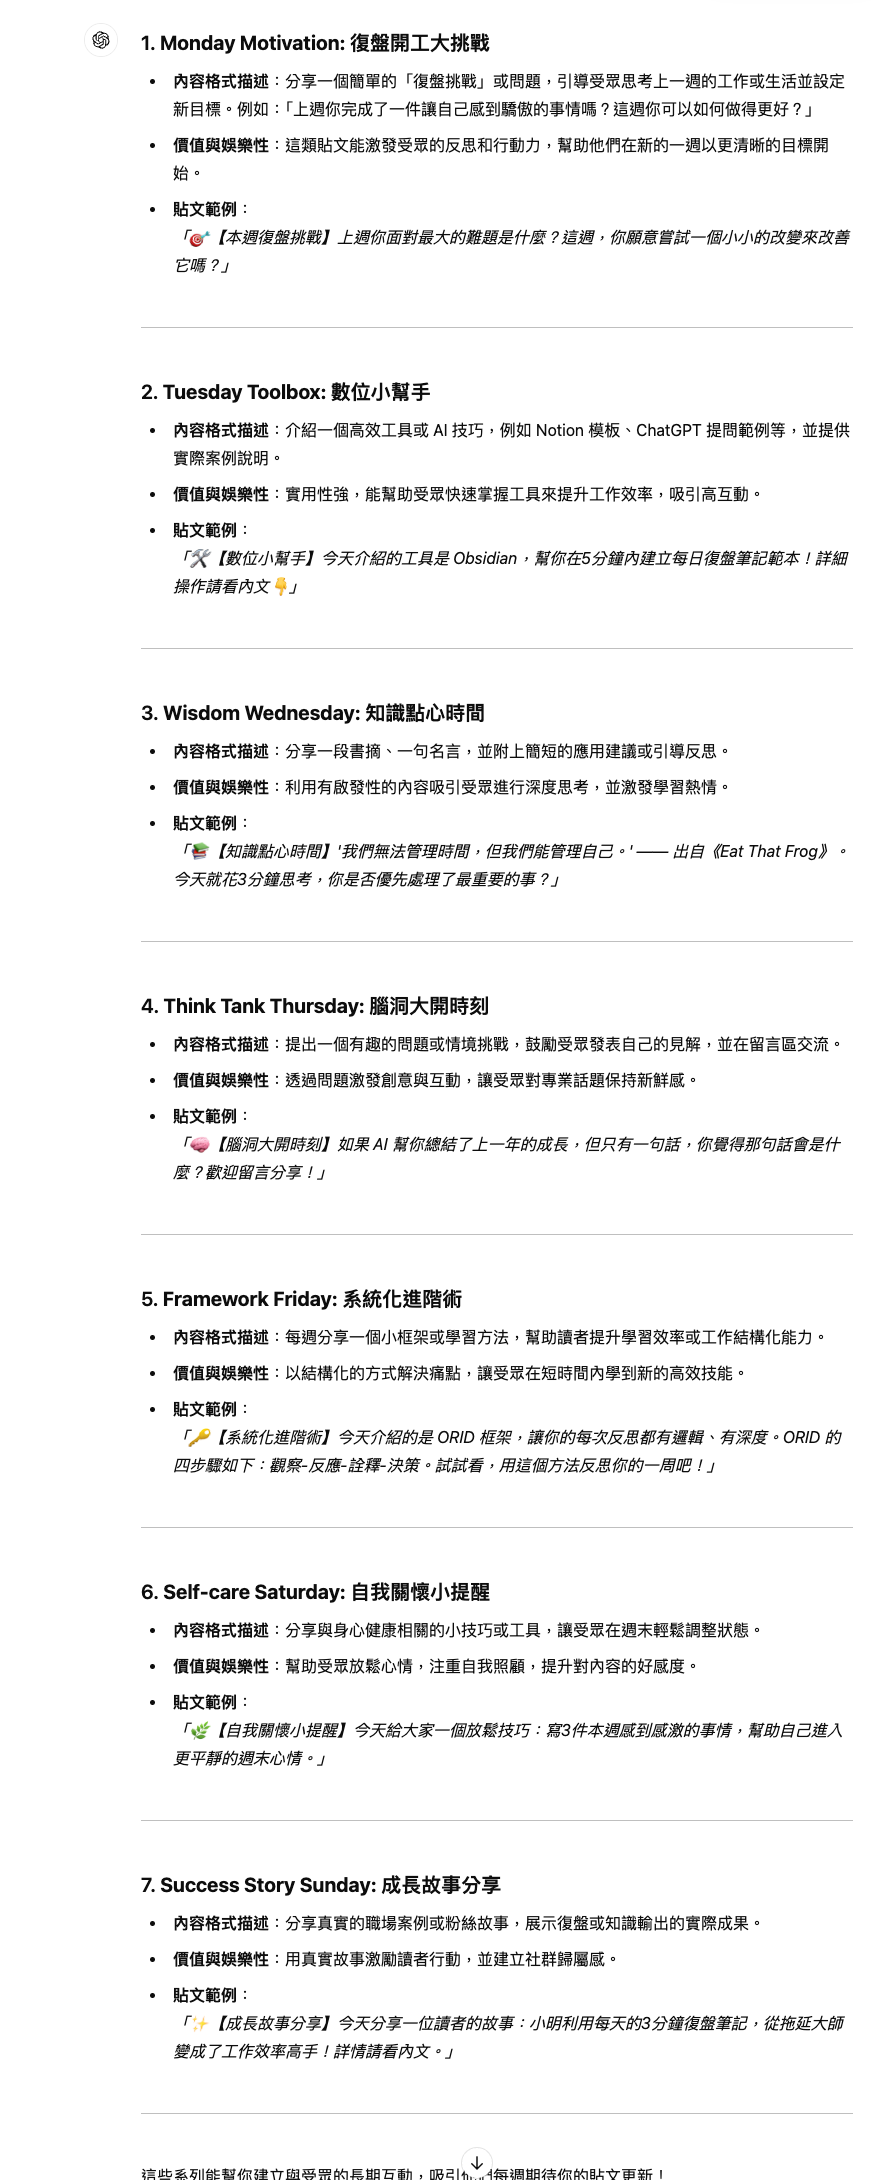 1. Monday Motivation: 復盤開工大挑戰
• 內容格式描述：分享一個簡單的「復盤挑戰」或問題，引導受眾思考上一週的工作或生活並設定
新目標。例如：「上週你完成了一件讓自己感到驕傲的事情嗎？這週你可以如何做得更好？」
• 價值與娛樂性：這類貼文能激發受眾的反思和行動力，幫助他們在新的一週以更清晰的目標開
始。
• 貼文範例：
「🎯【本週復盤挑戰】上週你面對最大的難題是什麼？這週，你願意嘗試一個小小的改變來改善
它嗎？」
2. Tuesday Toolbox: 數位小幫手
• 內容格式描述：介紹一個高效工具或 AI 技巧，例如 Notion 模板、ChatGPT 提問範例等，並提供
實際案例說明。
• 價值與娛樂性：實用性強，能幫助受眾快速掌握工具來提升工作效率，吸引高互動。
• 貼文範例：
「🛠️【數位小幫手】今天介紹的工具是 Obsidian，幫你在5分鐘內建立每日復盤筆記範本！詳細
操作請看內文👇」
3. Wisdom Wednesday: 知識點心時間
• 內容格式描述：分享一段書摘、一句名言，並附上簡短的應用建議或引導反思。
• 價值與娛樂性：利用有啟發性的內容吸引受眾進行深度思考，並激發學習熱情。
• 貼文範例：
「📚【知識點心時間】'我們無法管理時間，但我們能管理自己。' —— 出自《Eat That Frog》。
今天就花3分鐘思考，你是否優先處理了最重要的事？」
4. Think Tank Thursday: 腦洞大開時刻
• 內容格式描述：提出一個有趣的問題或情境挑戰，鼓勵受眾發表自己的見解，並在留言區交流。
• 價值與娛樂性：透過問題激發創意與互動，讓受眾對專業話題保持新鮮感。
• 貼文範例：
「🧠【腦洞大開時刻】如果 AI 幫你總結了上一年的成長，但只有一句話，你覺得那句話會是什
麼？歡迎留言分享！」
5. Framework Friday: 系統化進階術
• 內容格式描述：每週分享一個小框架或學習方法，幫助讀者提升學習效率或工作結構化能力。
• 價值與娛樂性：以結構化的方式解決痛點，讓受眾在短時間內學到新的高效技能。
• 貼文範例：
「🔑【系統化進階術】今天介紹的是 ORID 框架，讓你的每次反思都有邏輯、有深度。ORID 的
四步驟如下：觀察-反應-詮釋-決策。試試看，用這個方法反思你的一周吧！」
6. Self-care Saturday: 自我關懷小提醒
• 內容格式描述：分享與身心健康相關的小技巧或工具，讓受眾在週末輕鬆調整狀態。
• 價值與娛樂性：幫助受眾放鬆心情，注重自我照顧，提升對內容的好感度。
• 貼文範例：
「🌿【自我關懷小提醒】今天給大家一個放鬆技巧：寫3件本週感到感激的事情，幫助自己進入
更平靜的週末心情。」
7. Success Story Sunday: 成長故事分享
• 內容格式描述：分享真實的職場案例或粉絲故事，展示復盤或知識輸出的實際成果。
• 價值與娛樂性：用真實故事激勵讀者行動，並建立社群歸屬感。
• 貼文範例：
「✨【成長故事分享】今天分享一位讀者的故事：小明利用每天的3分鐘復盤筆記，從拖延大師
變成了工作效率高手！詳情請看內文。」
這些系列能幫你建立與受眾的長期互動，吸引他們每週期待你的貼文更新！